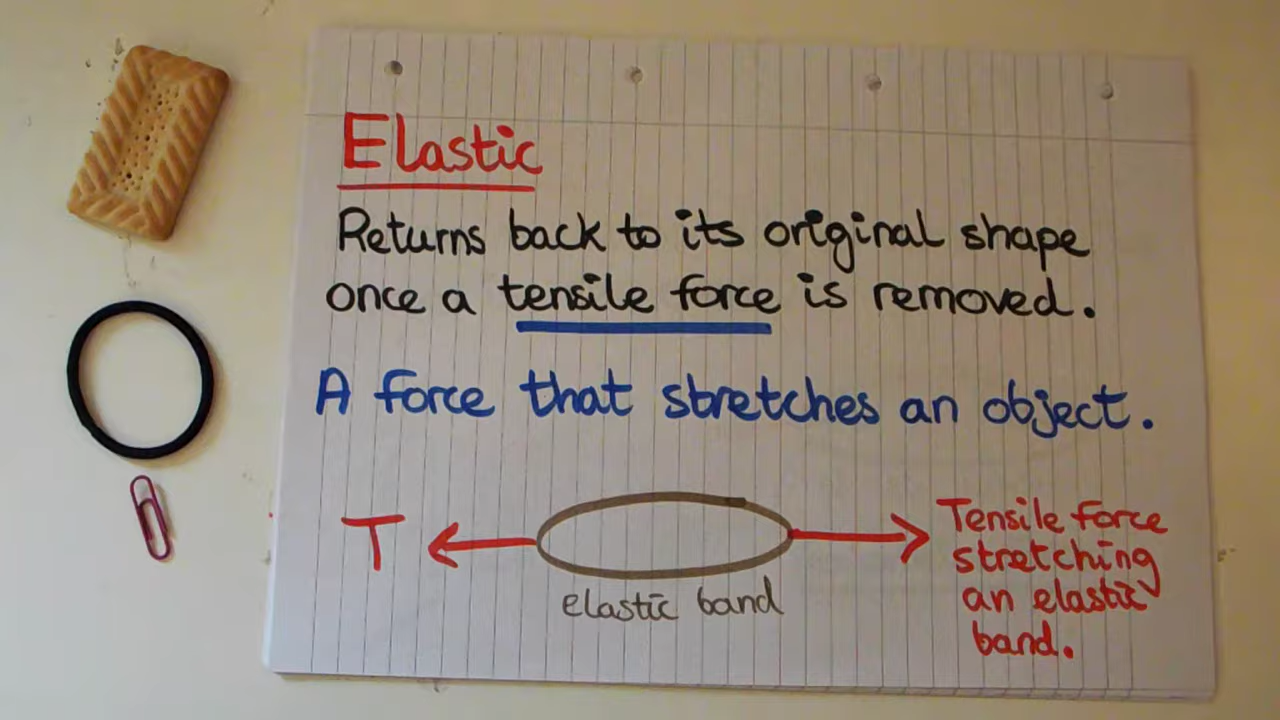 Elastic
Returns back to its original shape
once a tensile force is removed.
A force that stretches an object.
T
Tensile force
stretching
an elastic
band.
elastic band